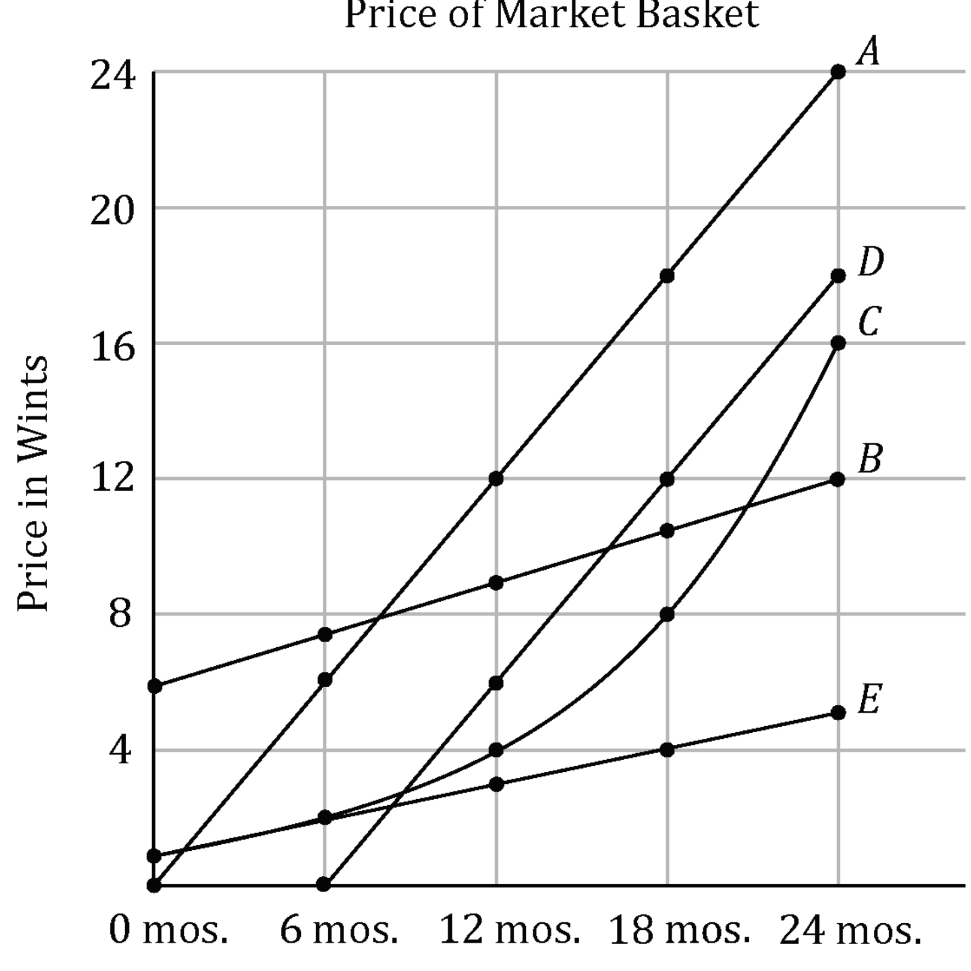 Price of Market Basket
A
24
20
D
C
16
Price in Wints
B
12
8
E
4
0 mos. 6 mos. 12 mos. 18 mos. 24 mos.